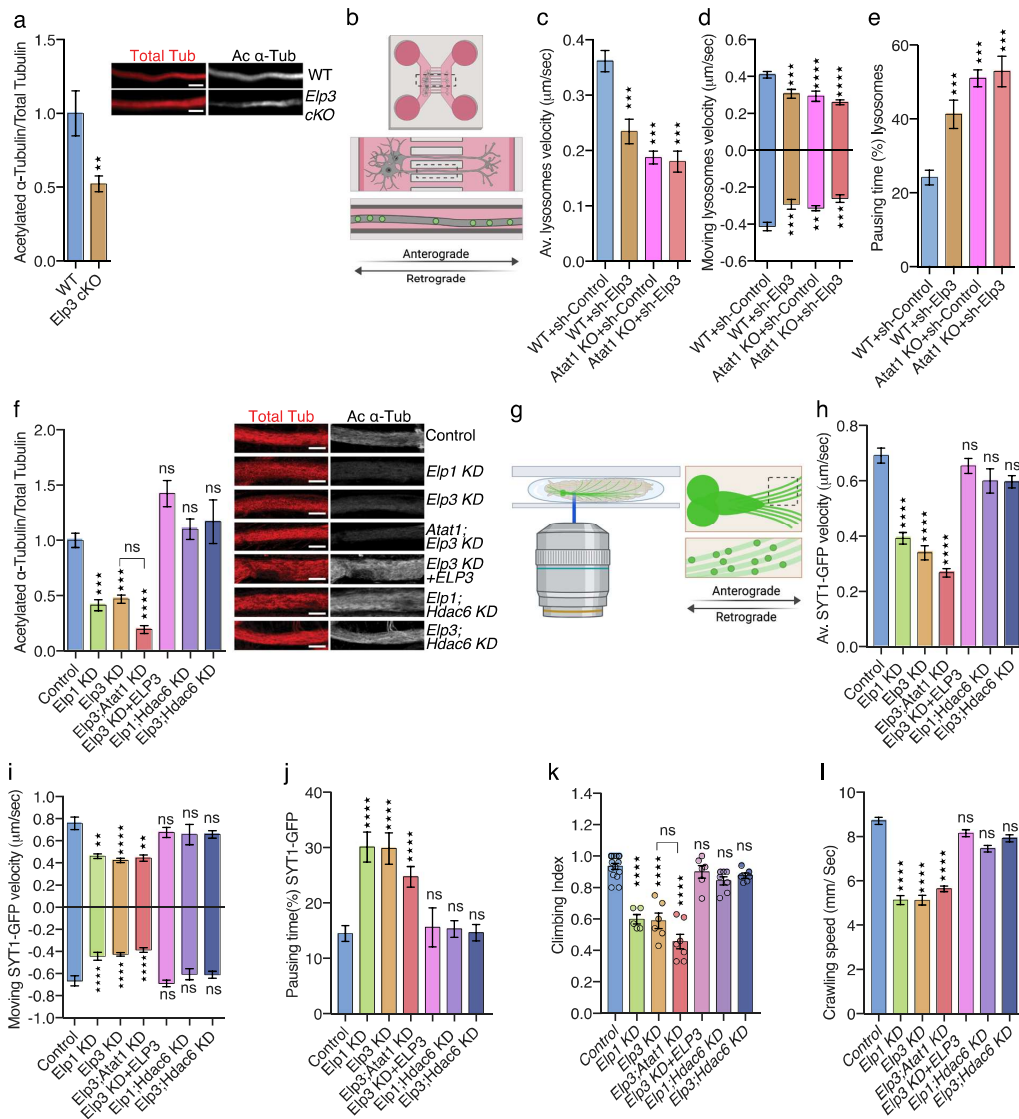 a
Acetylated α-Tubulin/Total Tubulin
1.5
1.0
0.5
0.0
WT
Elp3 cKO
**
Total Tub
Ac α-Tub
WT
Elp3
cKO
b
Anterograde
Retrograde
c
Av. lysosomes velocity (μm/sec)
0.4
0.3
0.2
0.1
0.0
***
***
***
WT+sh-Control
WT+sh-Elp3
Atat1 KO+sh-Control
Atat1 KO+sh-Elp3
d
Moving lysosomes velocity (μm/sec)
0.6
0.4
0.2
0.0
0.2
0.4
-0.6
***
****
****
****
**
***
WT+sh-Control
WT+sh-Elp3
Atat1 KO+sh-Control
Atat1 KO+sh-Elp3
e
Pausing time (%) lysosomes
60
40
20
0
***
***
***
WT+sh-Control
WT+sh-Elp3
Atat1 KO+sh-Control
Atat1 KO+sh-Elp3
f
Acetylated α-Tubulin/Total Tubulin
2.0
1.5
1.0
0.5
0.0
***
****
ns
****
ns
ns
ns
Control
Elp1 KD
Elp3 KD
Elp3;Atat1 KD
Elp3 KD+ELP3
Elp1;Hdac6 KD
Elp3;Hdac6 KD
Total Tub
Ac α-Tub
Control
Elp1 KD
Elp3 KD
Atat1;
Elp3 KD
Elp3 KD
+ELP3
Elp1;
Hdac6 KD
Elp3;
Hdac6 KD
g
Anterograde
Retrograde
h
Av. SYT1-GFP velocity (μm/sec)
0.8
0.6
0.4
0.2
0.0
****
****
****
ns
ns
ns
Control
Elp1 KD
Elp3 KD
Elp3;Atat1 KD
Elp3 KD+ELP3
Elp1;Hdac6 KD
Elp3;Hdac6 KD
i
Moving SYT1-GFP velocity (μm/sec)
1.0
0.8
0.6
0.4
0.2
0.0
-0.2
-0.4
-0.6
-0.8
-1.0
**
****
**
ns
ns
ns
****
****
****
ns
ns
ns
Control
Elp1 KD
Elp3 KD
Elp3;Atat1 KD
Elp3 KD+ELP3
Elp1;Hdac6 KD
Elp3;Hdac6 KD
j
Pausing time(%) SYT1-GFP
40
30
20
10
0
****
****
****
ns
ns
ns
Control
Elp1 KD
Elp3 KD
Elp3;Atat1 KD
Elp3 KD+ELP3
Elp1;Hdac6 KD
Elp3;Hdac6 KD
k
Climbing Index
1.0
0.8
0.6
0.4
0.2
0.0
****
****
ns
****
ns
ns
ns
Control
Elp1 KD
Elp3 KD
Elp3;Atat1 KD
Elp3 KD+ELP3
Elp1;Hdac6 KD
Elp3;Hdac6 KD
l
Crawling speed (mm/ Sec)
10
8
6
4
2
0
****
****
****
ns
ns
ns
Control
Elp1 KD
Elp3 KD
Elp3;Atat1 KD
Elp3 KD+ELP3
Elp1;Hdac6 KD
Elp3;Hdac6 KD